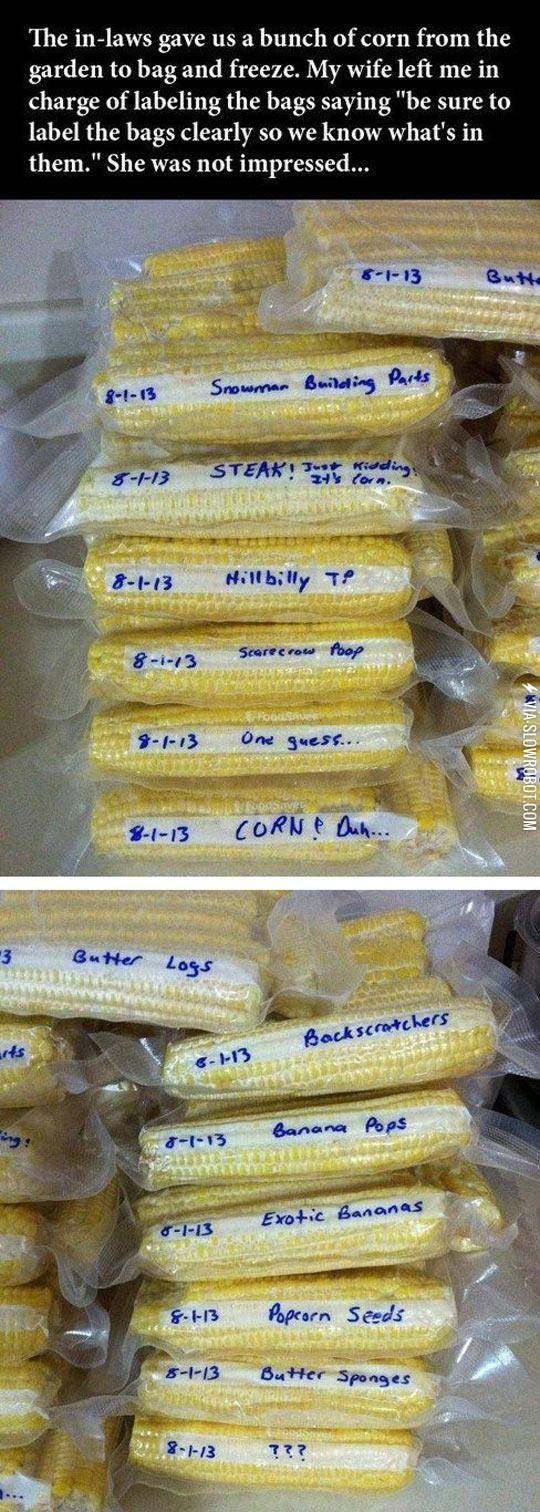 The in-laws gave us a bunch of corn from the
garden to bag and freeze. My wife left me in
charge of labeling the bags saying "be sure to
label the bags clearly so we know what's in
them." She was not impressed...
8-1-13 Butte
8-1-13 Snowman Building Parts
8-1-13 STEAK! Just Kidding!
It's Corn.
8-1-13 Hillbilly TP
8-1-13 Scarecrow Poop
FoodSaver
8-1-13 One guess...
FoodSaver
8-1-13 CORN! Duh...
VIA SLOWROBOT.COM
3 Butter Logs
8-1-13 Backscratchers
rts
8-1-13 Banana Pops
ing!
8-1-13 Exotic Bananas
8-1-13 Popcorn Seeds
8-1-13 Butter Sponges
8-1-13 ???
...